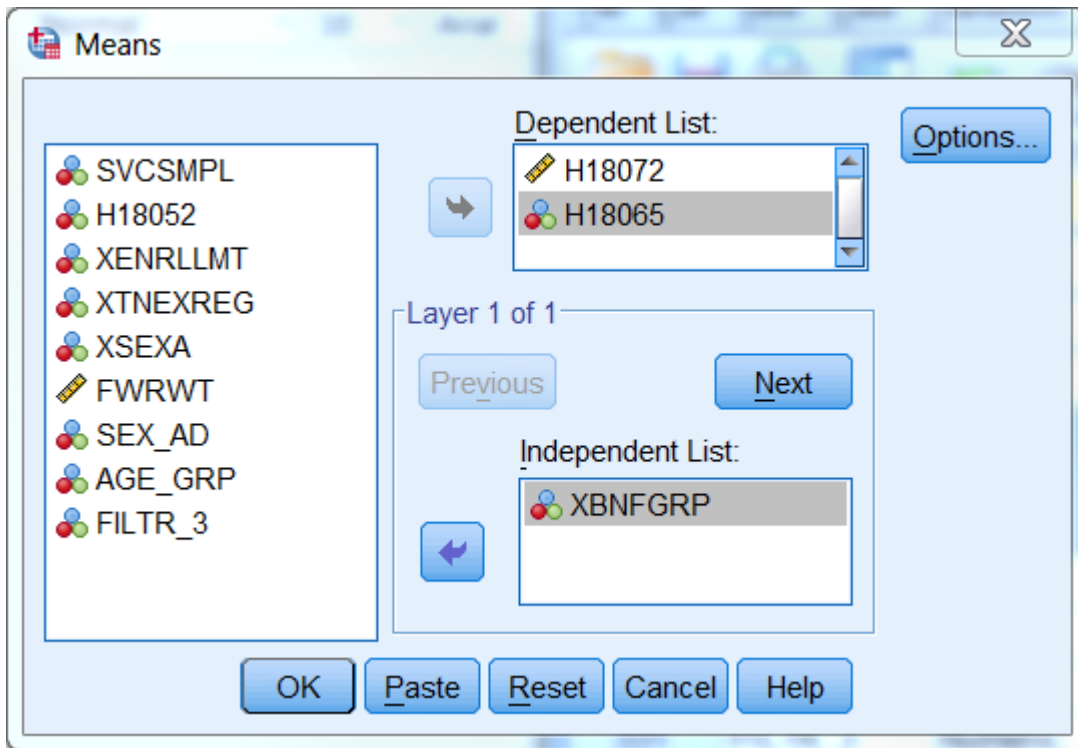 Means
Dependent List:
Options...
SVCSMPL
H18052
XENRLLMT
XTNEXREG
XSEXA
FWRWT
SEX_AD
AGE_GRP
FILTR_3
H18072
H18065
Layer 1 of 1
Previous
Next
Independent List:
XBNFGRP
OK
Paste
Reset
Cancel
Help